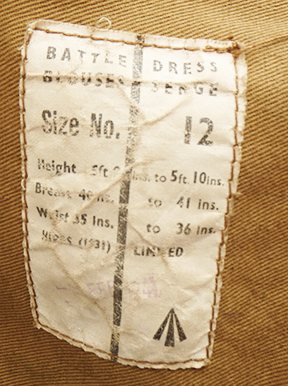 BATTLE DRESS
BLOUSES SERGE
Size No. 12
Height 5ft. ins. to 5ft. 10ins.
Breast 40 ins. to 41 ins.
Waist 35 ins. to 36 ins.
(1931) LIMITED